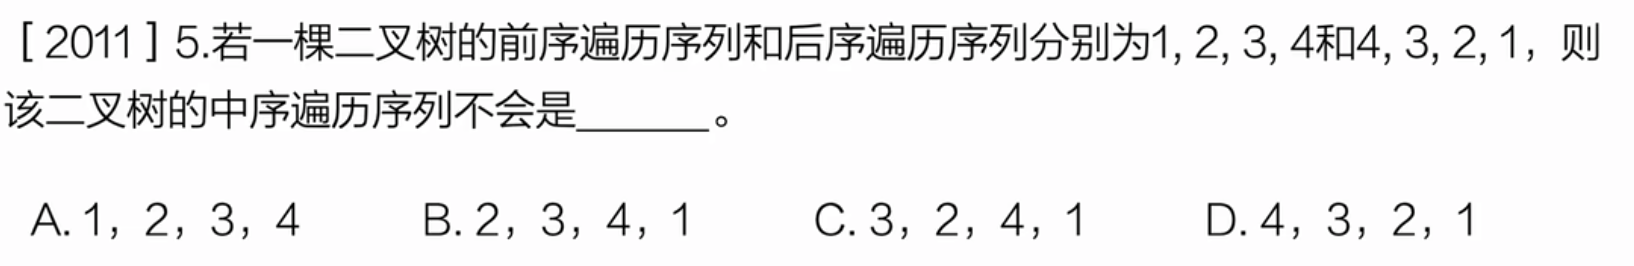 [ 2011 ] 5.若一棵二叉树的前序遍历序列和后序遍历序列分别为1, 2, 3, 4和4, 3, 2, 1，则
该二叉树的中序遍历序列不会是______。
A. 1，2，3，4 B. 2，3，4，1 C. 3，2，4，1 D. 4，3，2，1